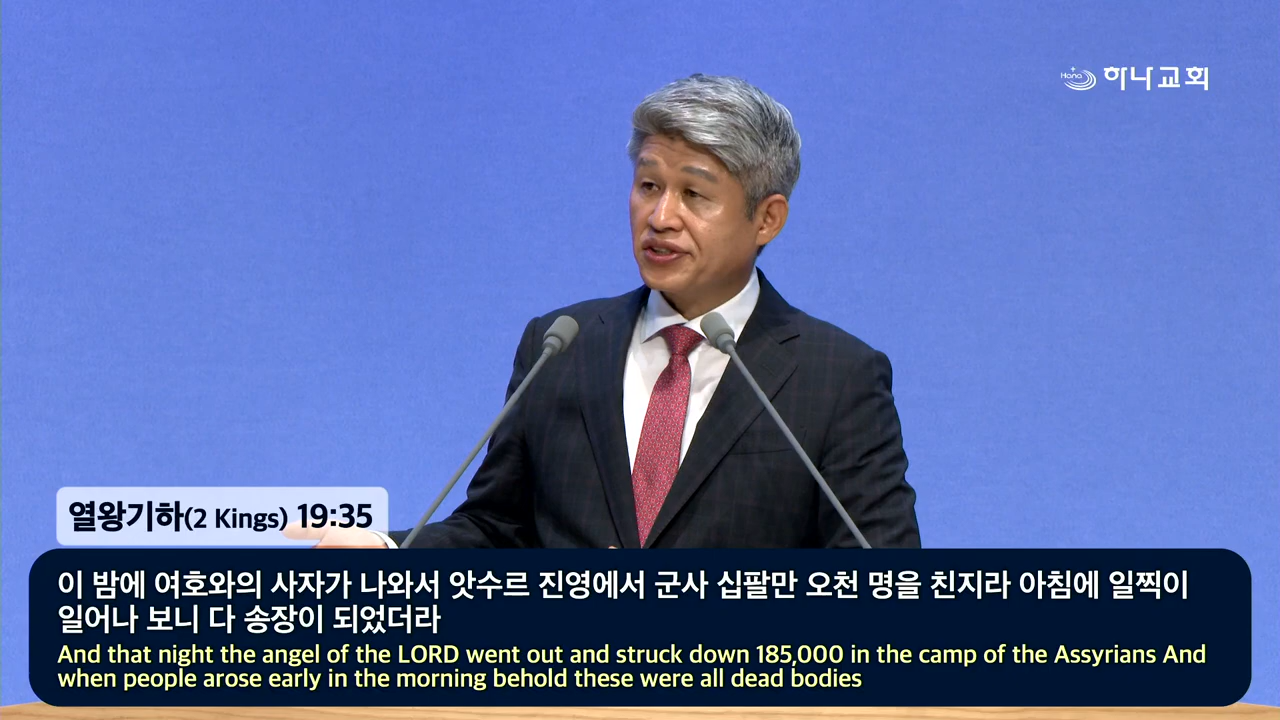 Hana 하나교회
열왕기하(2 Kings) 19:35
이 밤에 여호와의 사자가 나와서 앗수르 진영에서 군사 십팔만 오천 명을 친지라 아침에 일찍이
일어나 보니 다 송장이 되었더라
And that night the angel of the LORD went out and struck down 185,000 in the camp of the Assyrians And
when people arose early in the morning behold these were all dead bodies